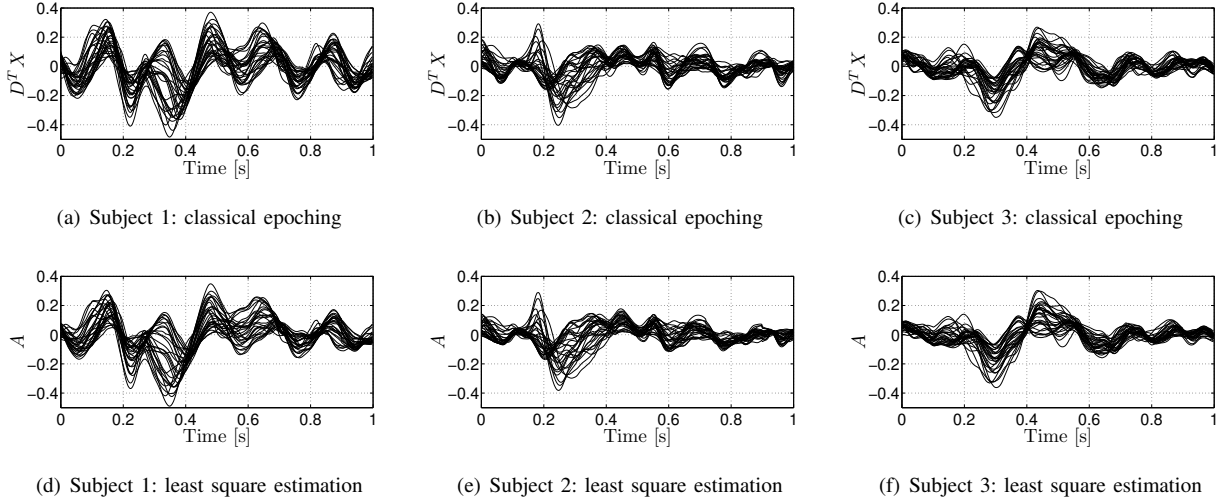 0.4
0.2
0
−0.2
−0.4
D^T X
0 0.2 0.4 0.6 0.8 1
Time [s]
(a) Subject 1: classical epoching
0.4
0.2
0
−0.2
−0.4
D^T X
0 0.2 0.4 0.6 0.8 1
Time [s]
(b) Subject 2: classical epoching
0.4
0.2
0
−0.2
−0.4
D^T X
0 0.2 0.4 0.6 0.8 1
Time [s]
(c) Subject 3: classical epoching
0.4
0.2
0
−0.2
−0.4
A
0 0.2 0.4 0.6 0.8 1
Time [s]
(d) Subject 1: least square estimation
0.4
0.2
0
−0.2
−0.4
A
0 0.2 0.4 0.6 0.8 1
Time [s]
(e) Subject 2: least square estimation
0.4
0.2
0
−0.2
−0.4
A
0 0.2 0.4 0.6 0.8 1
Time [s]
(f) Subject 3: least square estimation